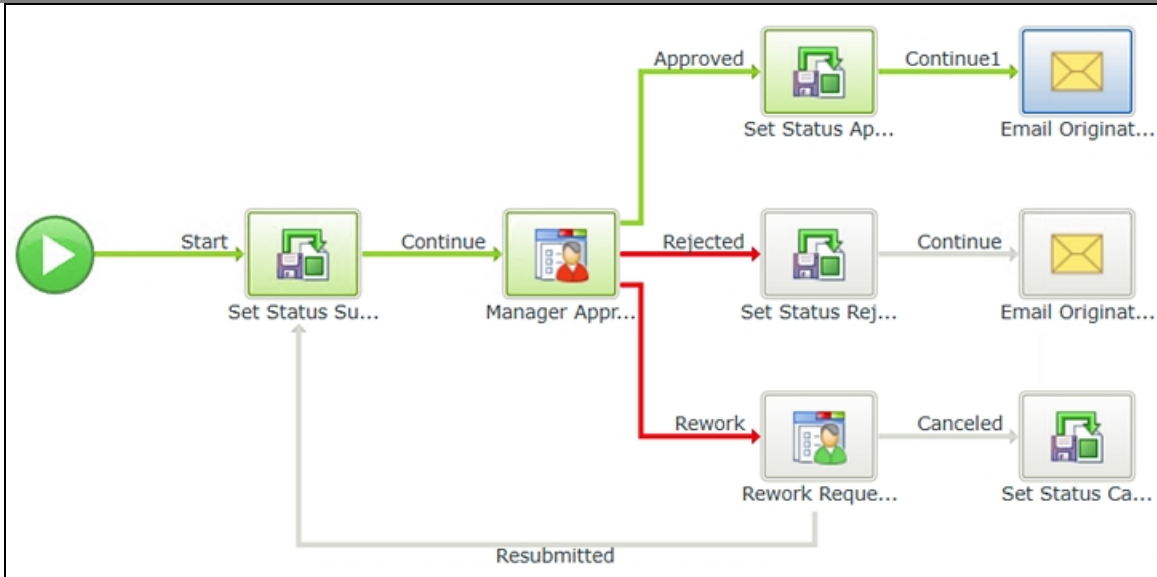 Approved
Continue1
Set Status Ap...
Email Originat...
Start
Continue
Rejected
Continue
Set Status Su...
Manager Appr...
Set Status Rej...
Email Originat...
Rework
Canceled
Rework Reque...
Set Status Ca...
Resubmitted